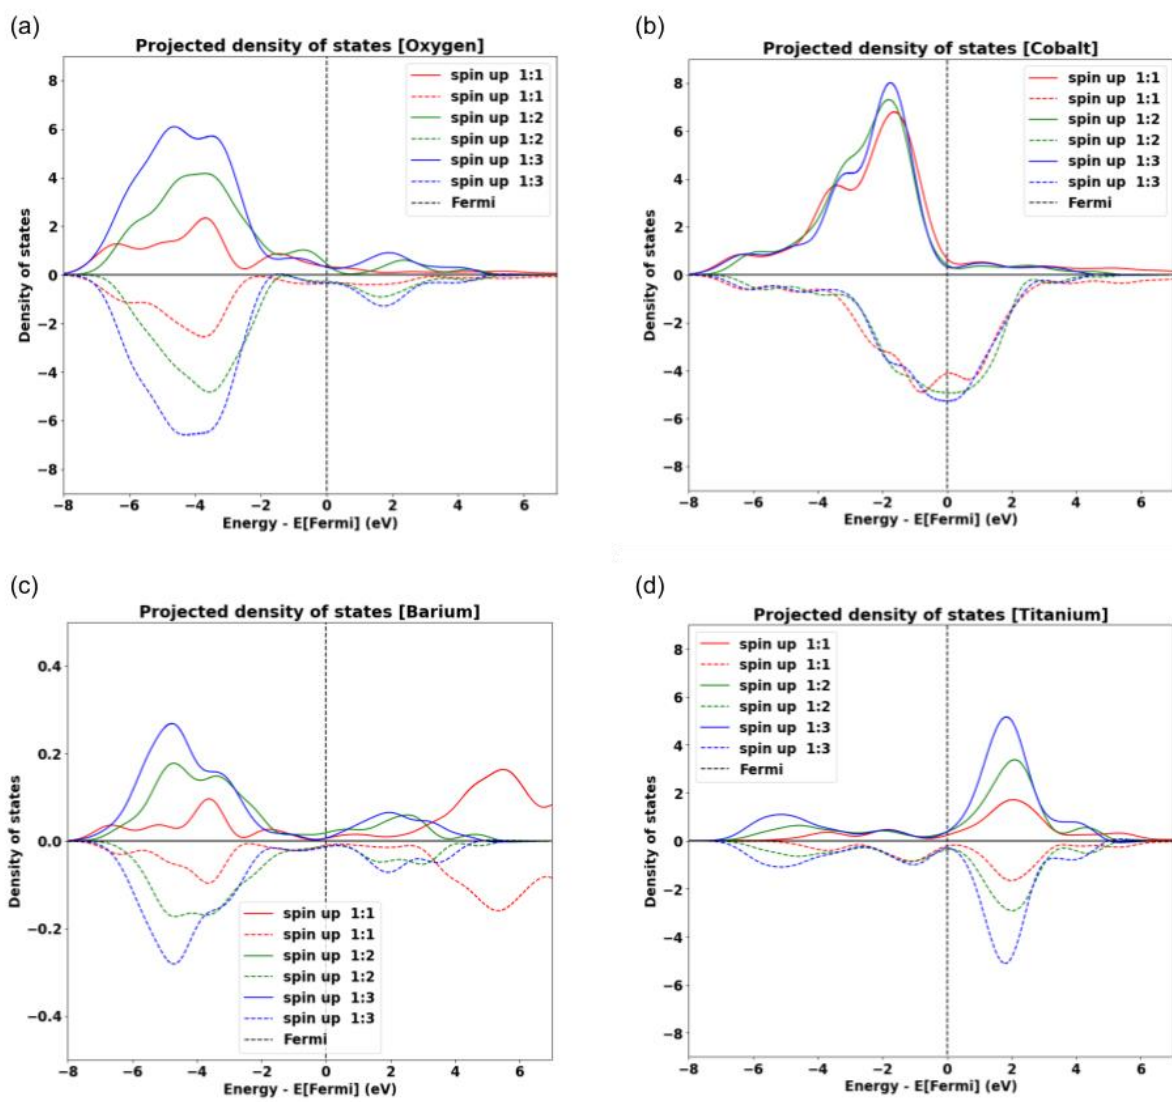 (a)
Projected density of states [Oxygen]
spin up 1:1
spin up 1:1
spin up 1:2
spin up 1:2
spin up 1:3
spin up 1:3
Fermi
Density of states
8
6
4
2
0
−2
−4
−6
−8
−8 −6 −4 −2 0 2 4 6
Energy - E[Fermi] (eV)
(b)
Projected density of states [Cobalt]
spin up 1:1
spin up 1:1
spin up 1:2
spin up 1:2
spin up 1:3
spin up 1:3
Fermi
Density of states
8
6
4
2
0
−2
−4
−6
−8
−8 −6 −4 −2 0 2 4 6
Energy - E[Fermi] (eV)
(c)
Projected density of states [Barium]
Density of states
0.4
0.2
0.0
−0.2
−0.4
spin up 1:1
spin up 1:1
spin up 1:2
spin up 1:2
spin up 1:3
spin up 1:3
Fermi
−8 −6 −4 −2 0 2 4 6
Energy - E[Fermi] (eV)
(d)
Projected density of states [Titanium]
spin up 1:1
spin up 1:1
spin up 1:2
spin up 1:2
spin up 1:3
spin up 1:3
Fermi
Density of states
8
6
4
2
0
−2
−4
−6
−8
−8 −6 −4 −2 0 2 4 6
Energy - E[Fermi] (eV)